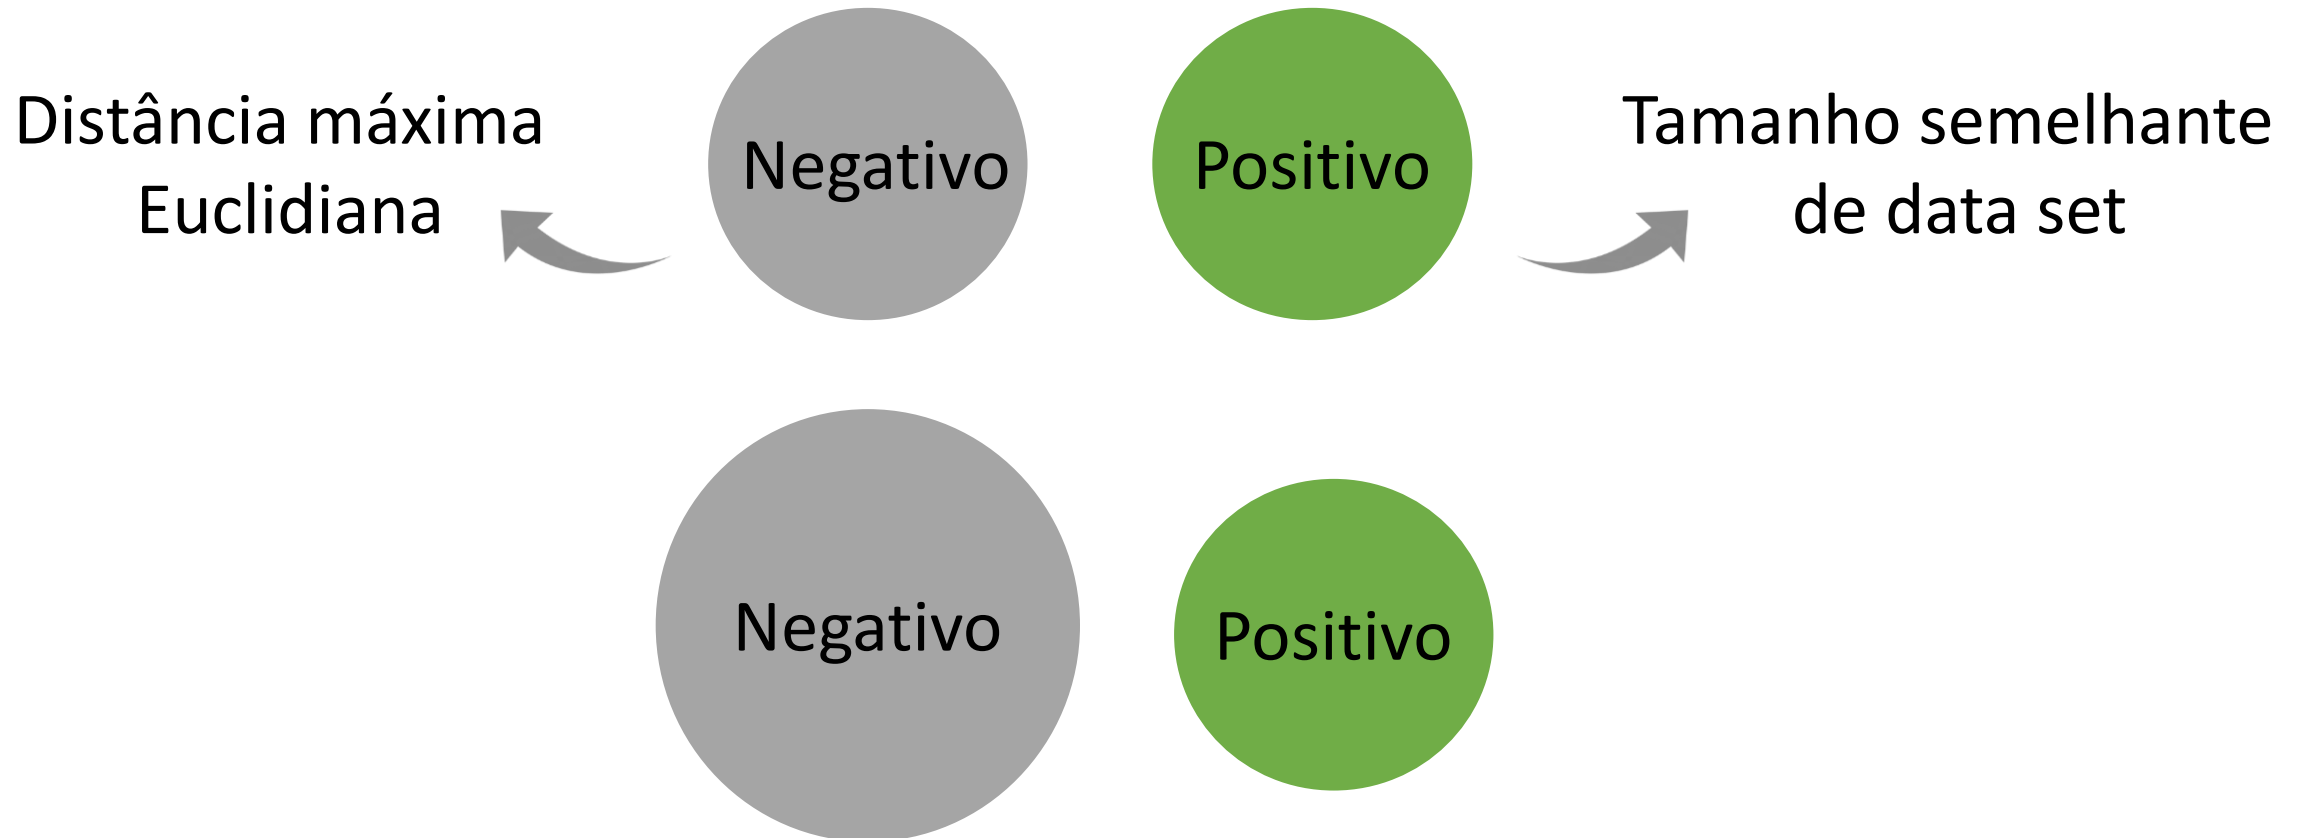 Distância máxima
Euclidiana
Negativo
Positivo
Tamanho semelhante
de data set
Negativo
Positivo